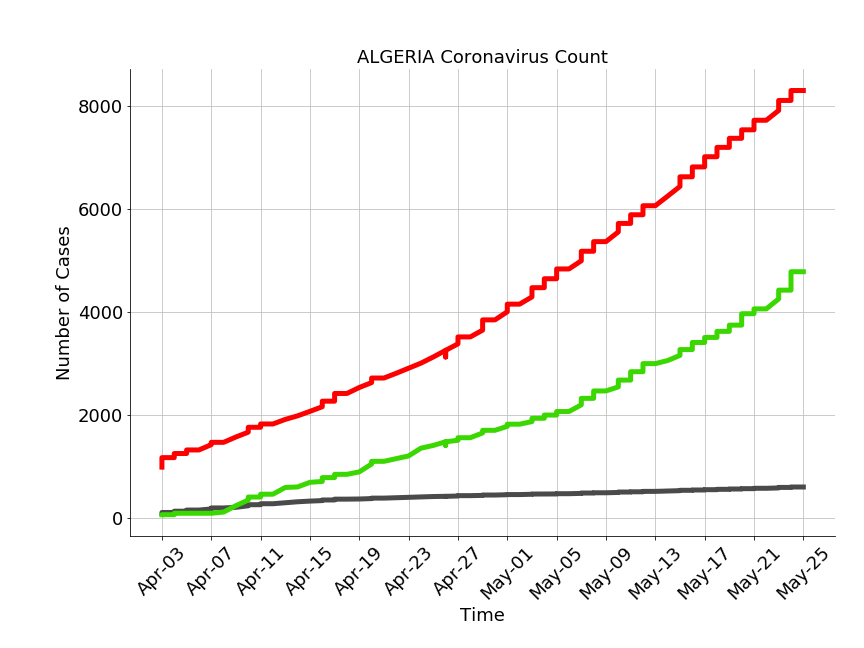 ALGERIA Coronavirus Count
8000
6000
4000
2000
0
Number of Cases
Apr-03
Apr-07
Apr-11
Apr-15
Apr-19
Apr-23
Apr-27
May-01
May-05
May-09
May-13
May-17
May-21
May-25
Time